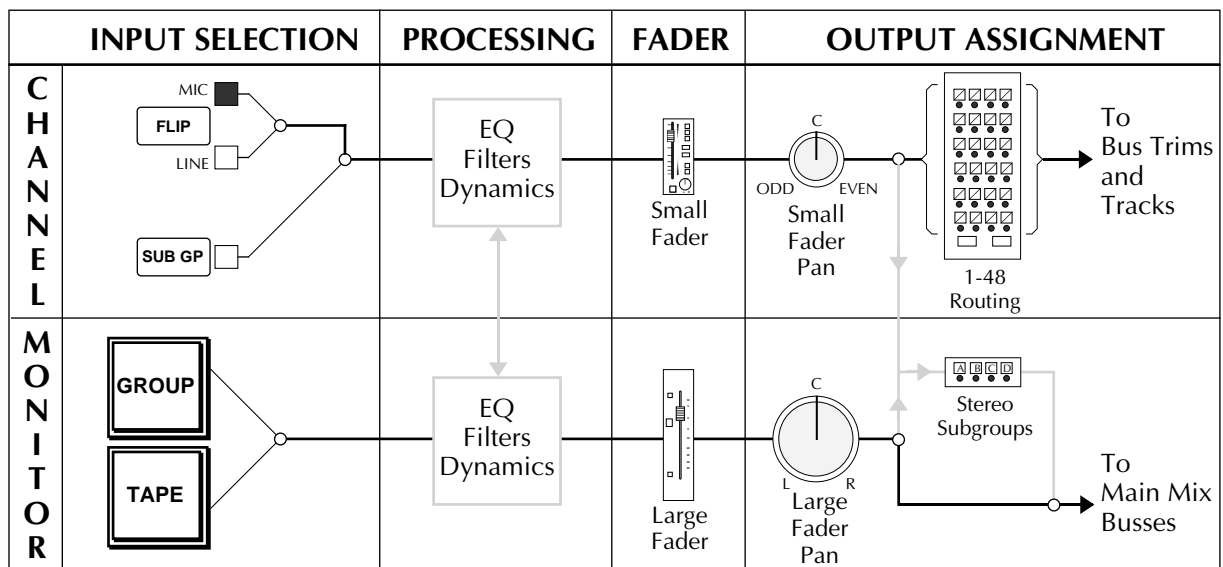 INPUT SELECTION
PROCESSING
FADER
OUTPUT ASSIGNMENT
CHANNEL
MIC
FLIP
LINE
SUB GP
EQ
Filters
Dynamics
Small
Fader
C
ODD
EVEN
Small
Fader
Pan
1-48
Routing
To
Bus Trims
and
Tracks
MONITOR
GROUP
TAPE
EQ
Filters
Dynamics
Large
Fader
C
L
R
Large
Fader
Pan
A B C D
Stereo
Subgroups
To
Main Mix
Busses